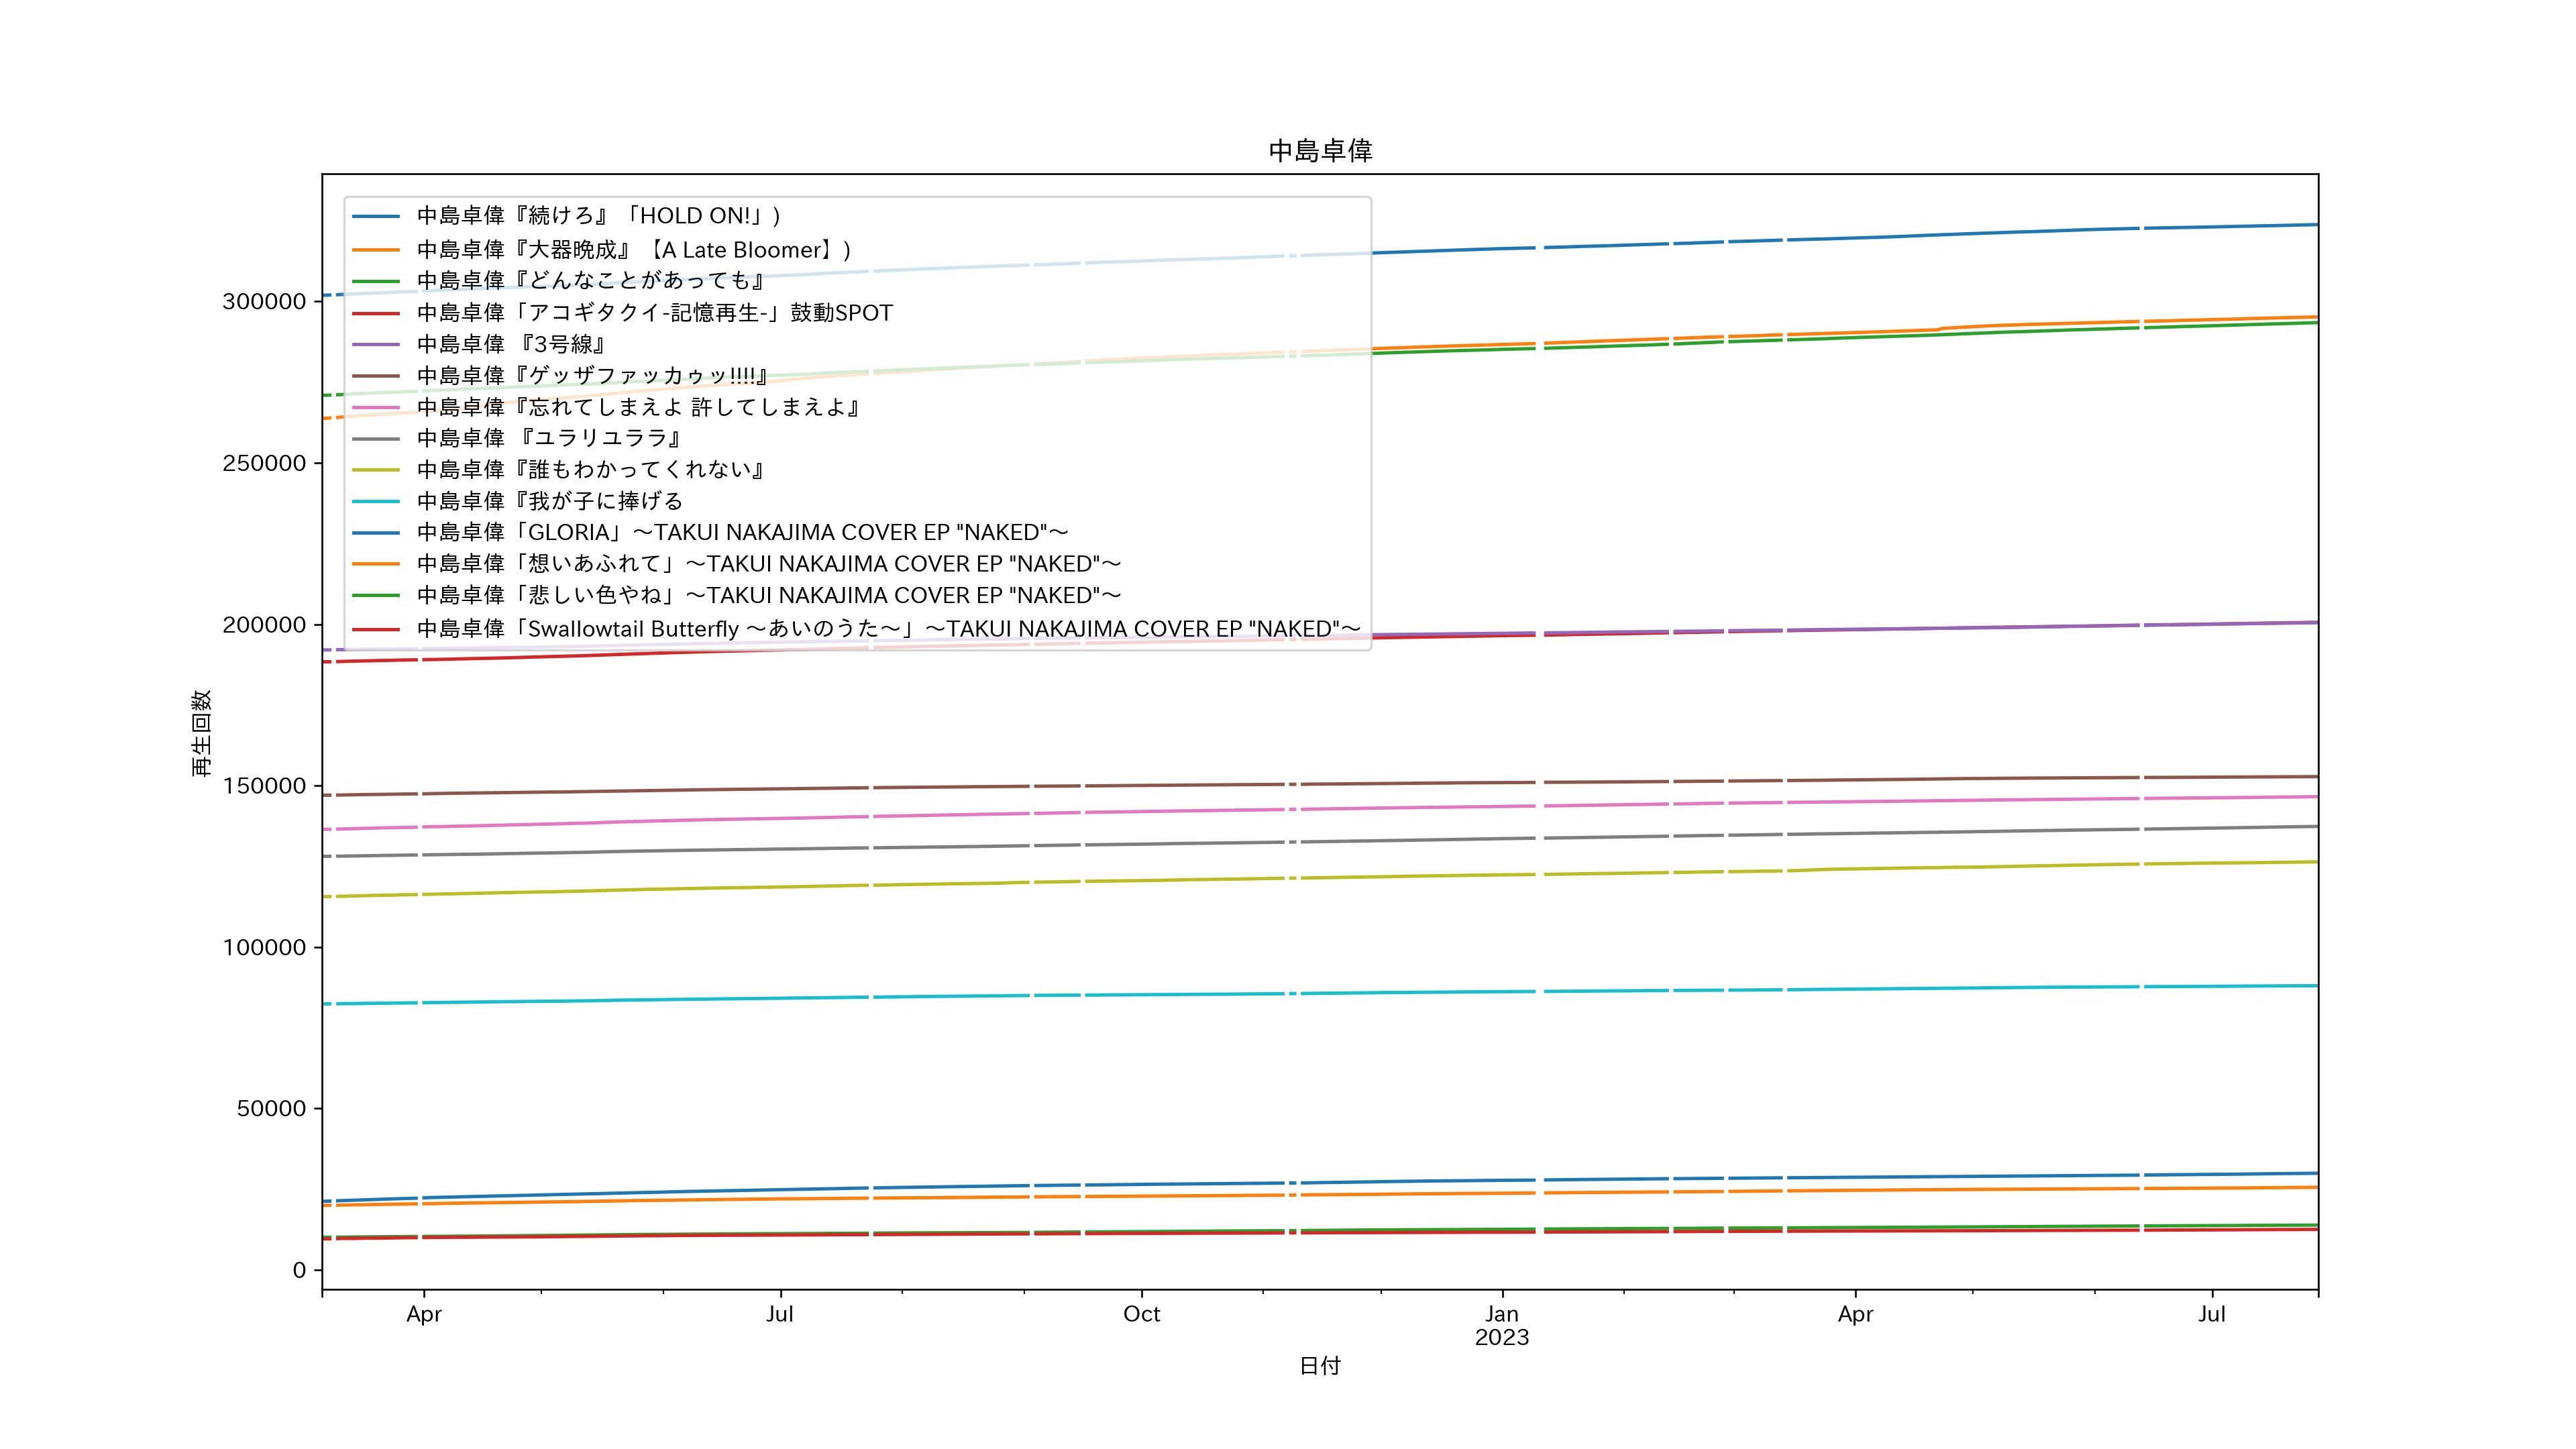 中島卓偉
中島卓偉『続けろ』「HOLD ON!」)
中島卓偉『大器晩成』【A Late Bloomer】)
中島卓偉『どんなことがあっても』
中島卓偉「アコギタクイ-記憶再生-」鼓動SPOT
中島卓偉 『3号線』
中島卓偉『ゲッザファッカゥッ!!!!』
中島卓偉『忘れてしまえよ 許してしまえよ』
中島卓偉 『ユラリユララ』
中島卓偉『誰もわかってくれない』
中島卓偉『我が子に捧げる
中島卓偉「GLORIA」～TAKUI NAKAJIMA COVER EP "NAKED"～
中島卓偉「想いあふれて」～TAKUI NAKAJIMA COVER EP "NAKED"～
中島卓偉「悲しい色やね」～TAKUI NAKAJIMA COVER EP "NAKED"～
中島卓偉「Swallowtail Butterfly ～あいのうた～」～TAKUI NAKAJIMA COVER EP "NAKED"～
再生回数
300000
250000
200000
150000
100000
50000
0
Apr Jul Oct Jan Apr Jul
2023
日付